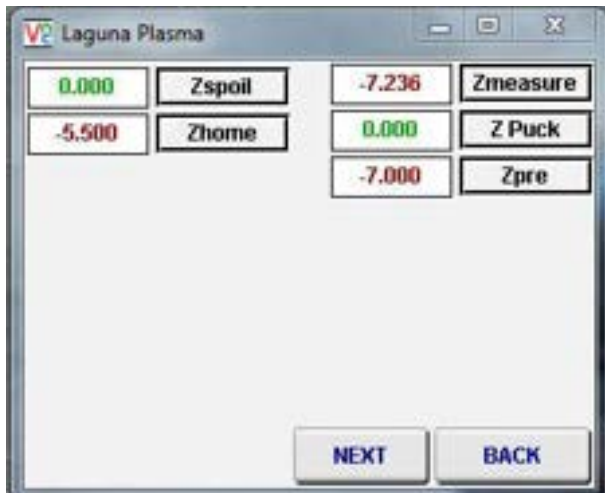 Laguna Plasma
0.000 Zspoil -7.236 Zmeasure
-5.500 Zhome 0.000 Z Puck
-7.000 Zpre
NEXT BACK